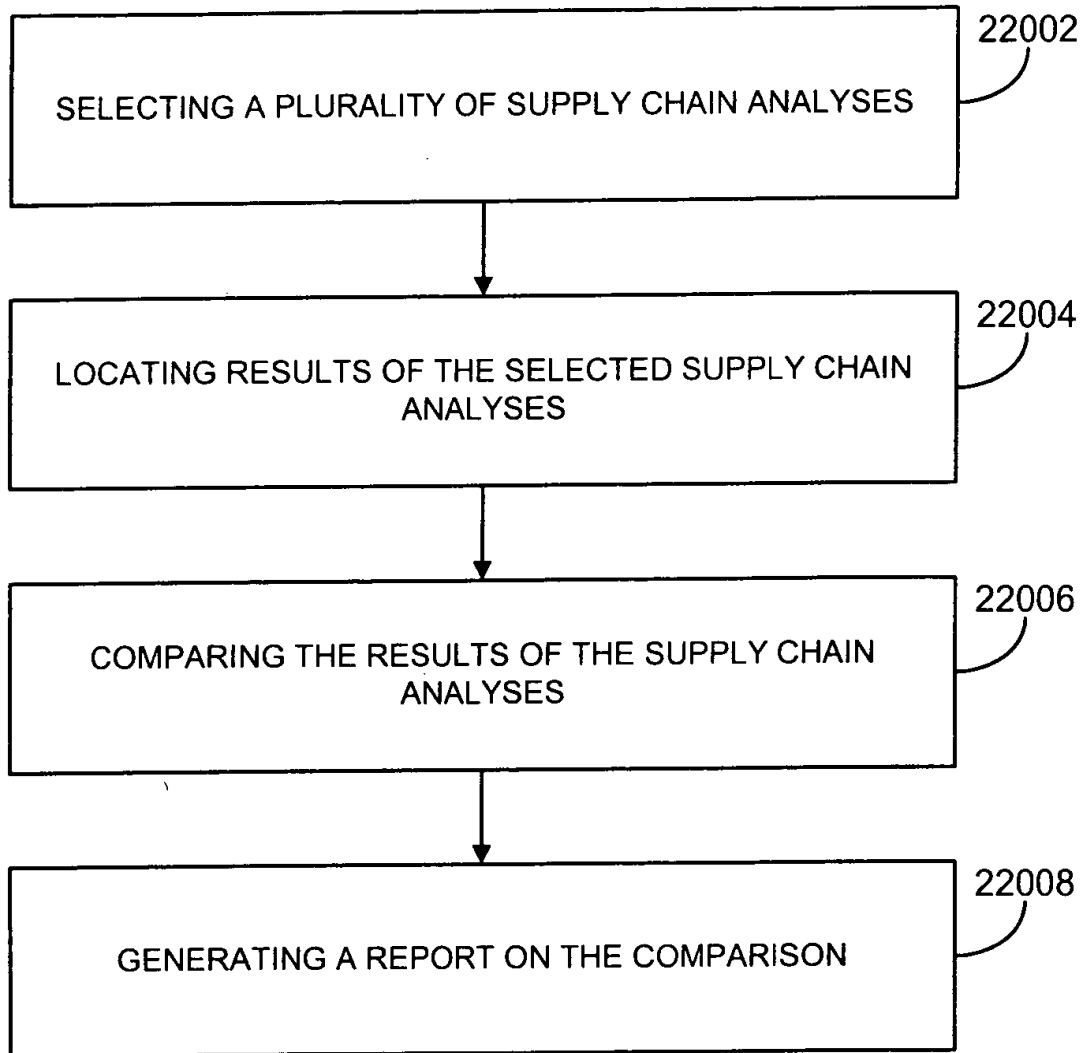 22002
SELECTING A PLURALITY OF SUPPLY CHAIN ANALYSES
22004
LOCATING RESULTS OF THE SELECTED SUPPLY CHAIN
ANALYSES
22006
COMPARING THE RESULTS OF THE SUPPLY CHAIN
ANALYSES
22008
GENERATING A REPORT ON THE COMPARISON